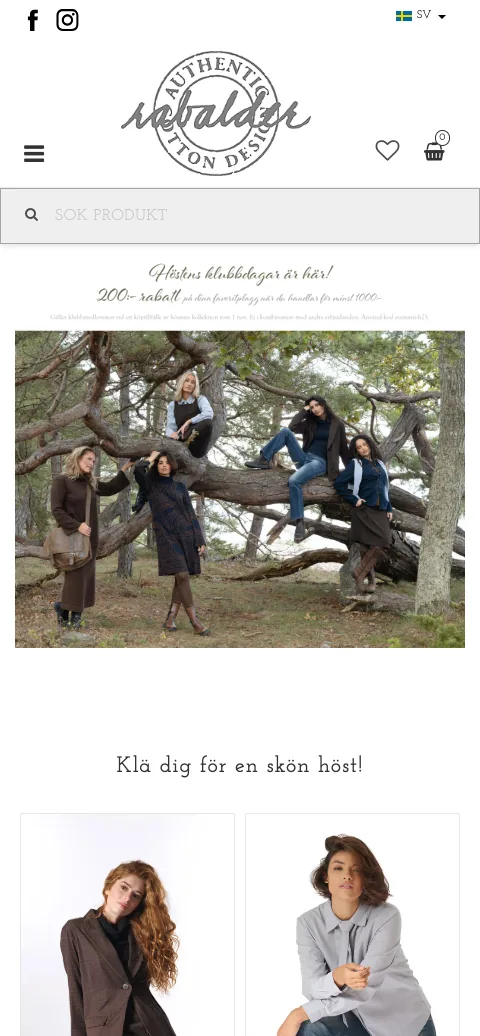 SV
AUTHENTIC
rabalder
COTTON DESIGN
0
SÖK PRODUKT
Höstens klubbdagar är här!
200:- rabatt på dina favoritplagg när du handlar för minst 1000:-
Klä dig för en skön höst!